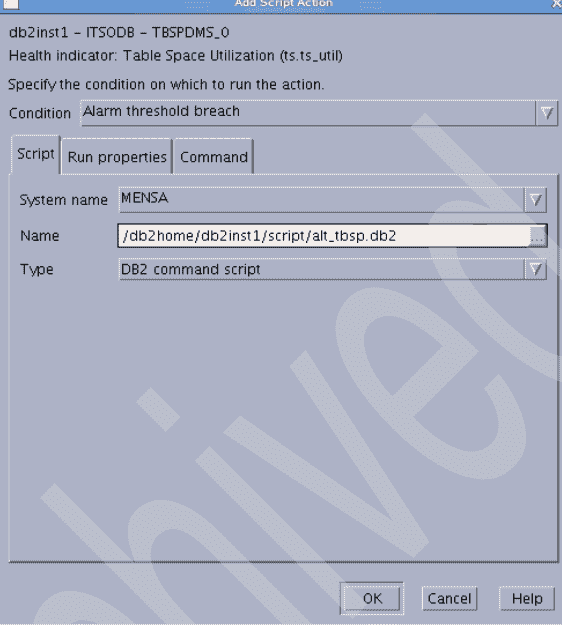 Add Script Action
db2inst1 - ITSODB - TBSPDMS_0
Health indicator: Table Space Utilization (ts.ts_util)
Specify the condition on which to run the action.
Condition Alarm threshold breach
Script Run properties Command
System name MENSA
Name /db2home/db2inst1/script/alt_tbsp.db2 ...
Type DB2 command script
OK Cancel Help